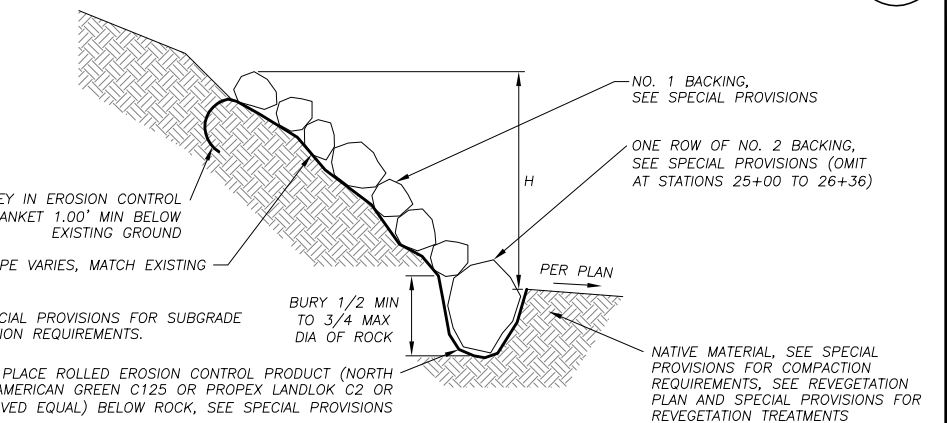 NO. 1 BACKING,
SEE SPECIAL PROVISIONS
ONE ROW OF NO. 2 BACKING,
SEE SPECIAL PROVISIONS (OMIT
AT STATIONS 25+00 TO 26+36)
H
EY IN EROSION CONTROL
ANKET 1.00' MIN BELOW
EXISTING GROUND
PE VARIES, MATCH EXISTING
PER PLAN
BURY 1/2 MIN
TO 3/4 MAX
DIA OF ROCK
CIAL PROVISIONS FOR SUBGRADE
ION REQUIREMENTS.
PLACE ROLLED EROSION CONTROL PRODUCT (NORTH
AMERICAN GREEN C125 OR PROPEX LANDLOK C2 OR
VED EQUAL) BELOW ROCK, SEE SPECIAL PROVISIONS
NATIVE MATERIAL, SEE SPECIAL
PROVISIONS FOR COMPACTION
REQUIREMENTS, SEE REVEGETATION
PLAN AND SPECIAL PROVISIONS FOR
REVEGETATION TREATMENTS